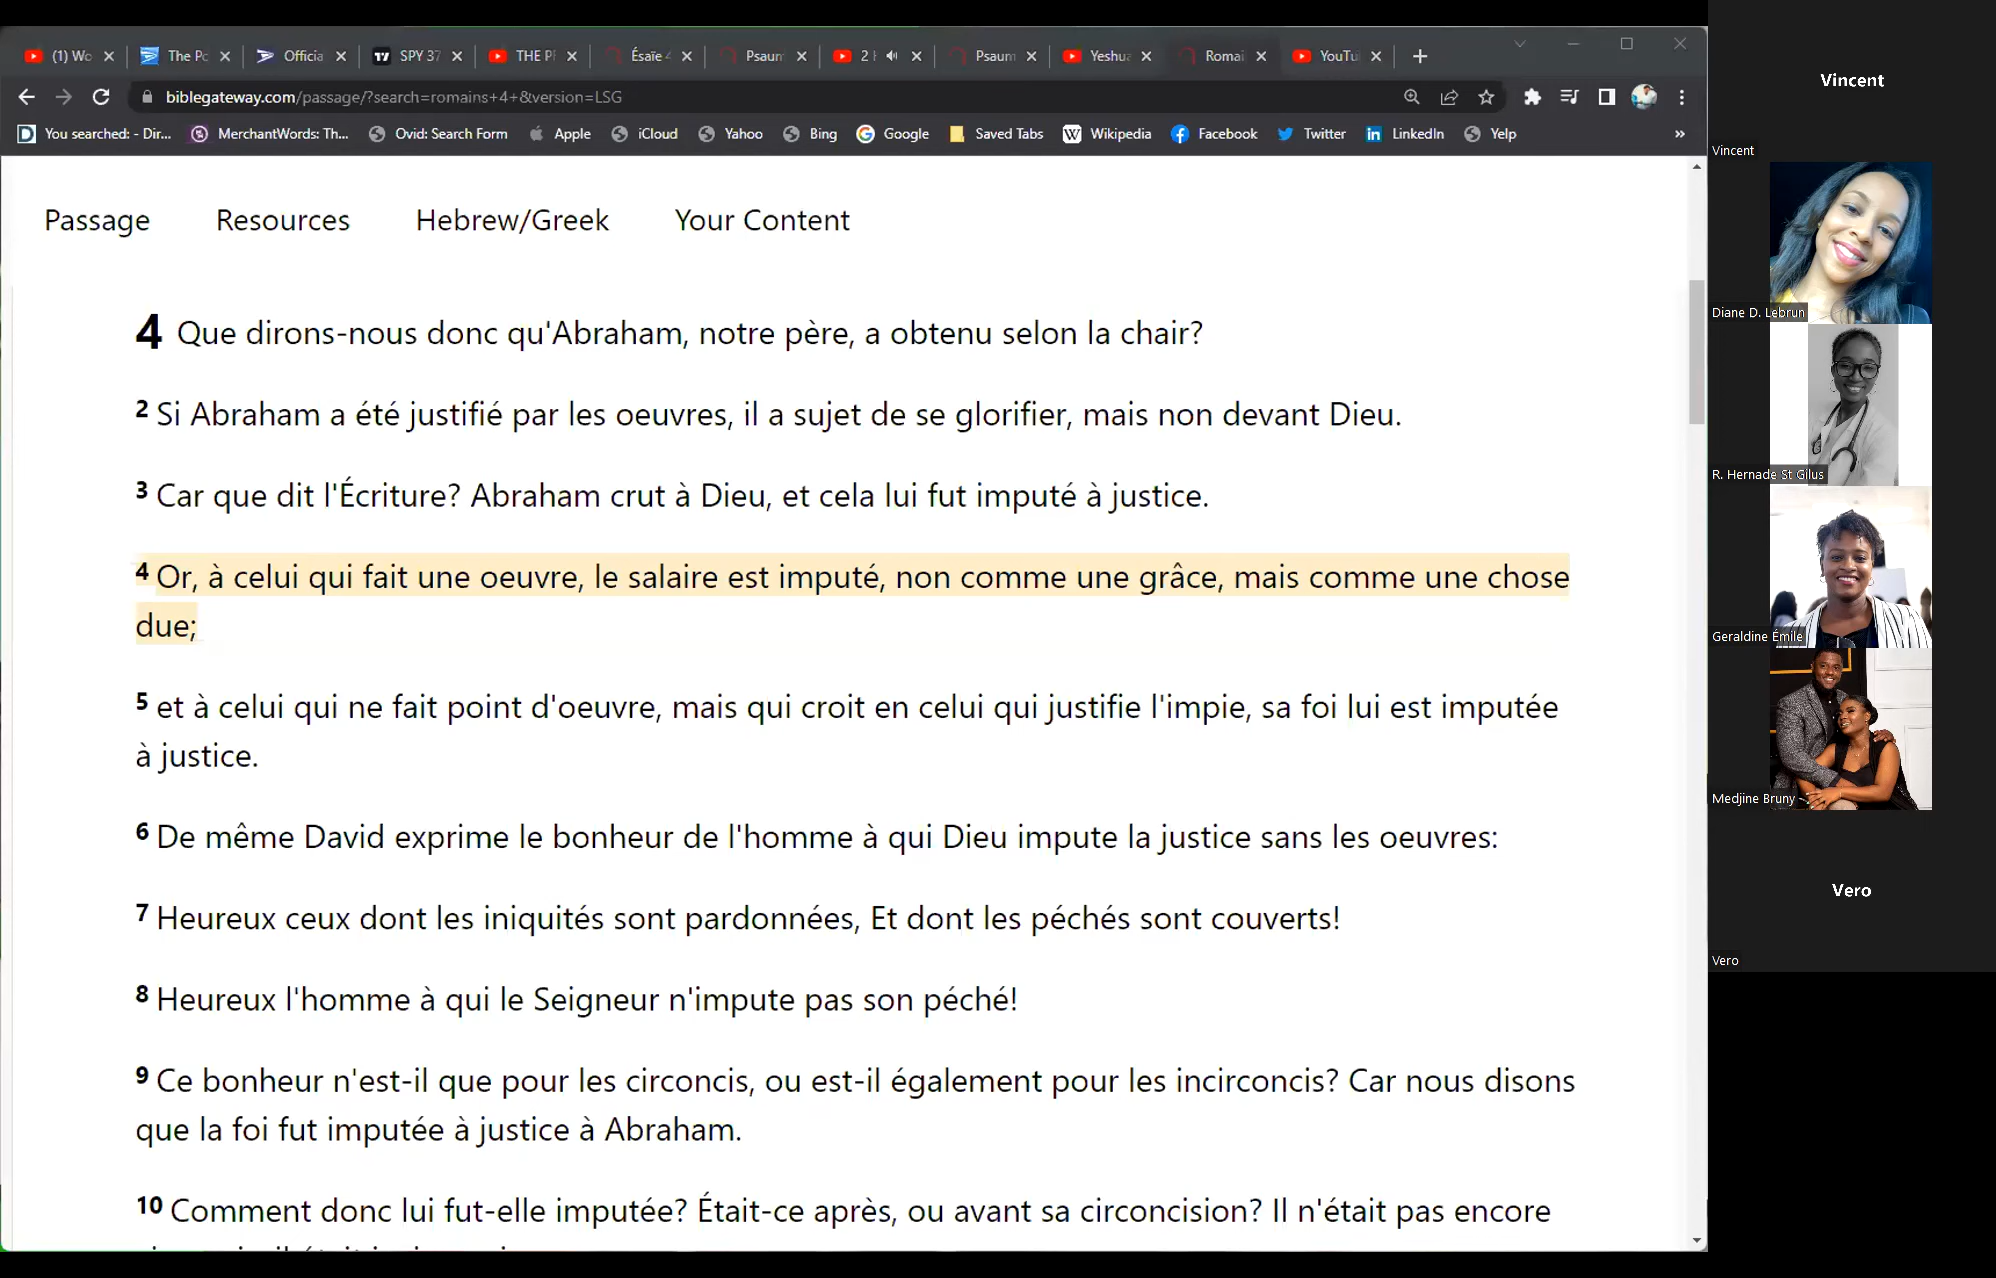 (1) Wo
The Po
Officia
SPY 37
THE P
Ésaïe 4
Psaum
2 
Psaum
Yeshua
Romai
YouTu
biblegateway.com/passage/?search=romains+4+&version=LSG
You searched: - Dir...
MerchantWords: Th...
Ovid: Search Form
Apple
iCloud
Yahoo
Bing
Google
Saved Tabs
Wikipedia
Facebook
Twitter
LinkedIn
Yelp
»
Passage Resources Hebrew/Greek Your Content
4 Que dirons-nous donc qu'Abraham, notre père, a obtenu selon la chair?
2 Si Abraham a été justifié par les oeuvres, il a sujet de se glorifier, mais non devant Dieu.
3 Car que dit l'Écriture? Abraham crut à Dieu, et cela lui fut imputé à justice.
4 Or, à celui qui fait une oeuvre, le salaire est imputé, non comme une grâce, mais comme une chose
due;
5 et à celui qui ne fait point d'oeuvre, mais qui croit en celui qui justifie l'impie, sa foi lui est imputée
à justice.
6 De même David exprime le bonheur de l'homme à qui Dieu impute la justice sans les oeuvres:
7 Heureux ceux dont les iniquités sont pardonnées, Et dont les péchés sont couverts!
8 Heureux l'homme à qui le Seigneur n'impute pas son péché!
9 Ce bonheur n'est-il que pour les circoncis, ou est-il également pour les incirconcis? Car nous disons
que la foi fut imputée à justice à Abraham.
10 Comment donc lui fut-elle imputée? Était-ce après, ou avant sa circoncision? Il n'était pas encore
Vincent
Vincent
Diane D. Lebrun
R. Hernade St Gilus
Geraldine Émile
Medjine Bruny
Vero
Vero